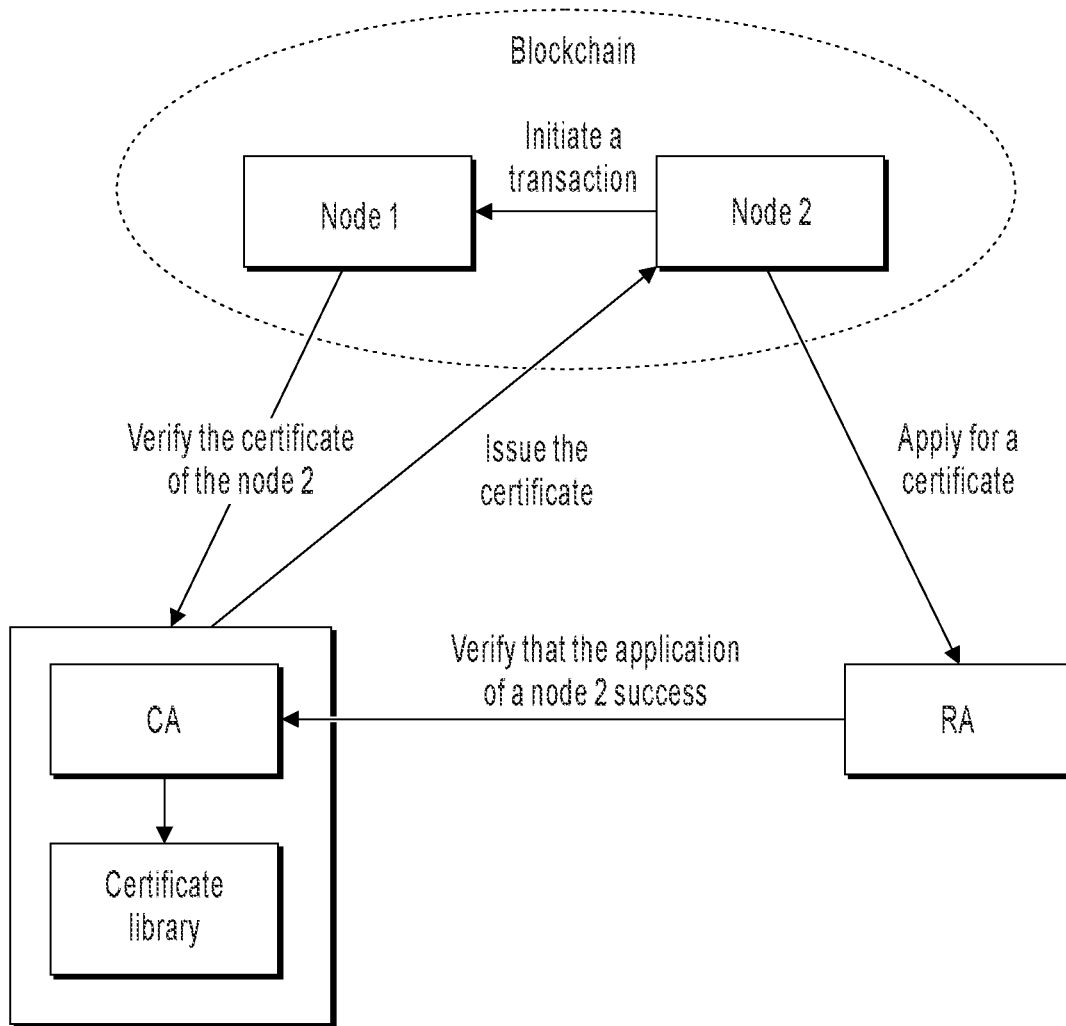 Blockchain
Initiate a
transaction
Node 1
Node 2
Verify the certificate
of the node 2
Issue the
certificate
Apply for a
certificate
Verify that the application
of a node 2 success
CA
RA
Certificate
library